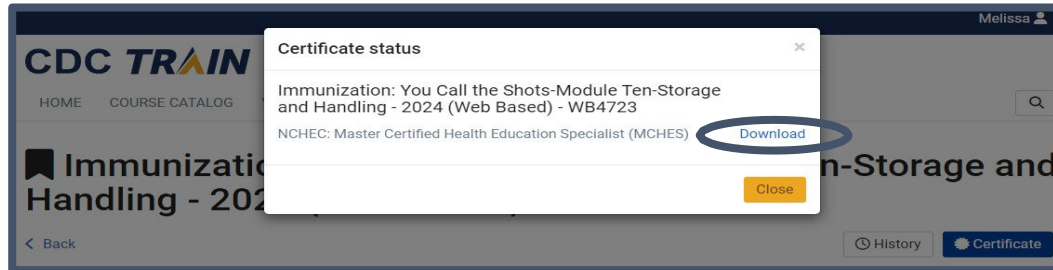 Melissa
CDC TRAIN
Certificate status ×
Immunization: You Call the Shots-Module Ten-Storage
and Handling - 2024 (Web Based) - WB4723
NCHEC: Master Certified Health Education Specialist (MCHES) Download
Close
HOME COURSE CATALOG
n-Storage and
Handling - 202
Back
History Certificate